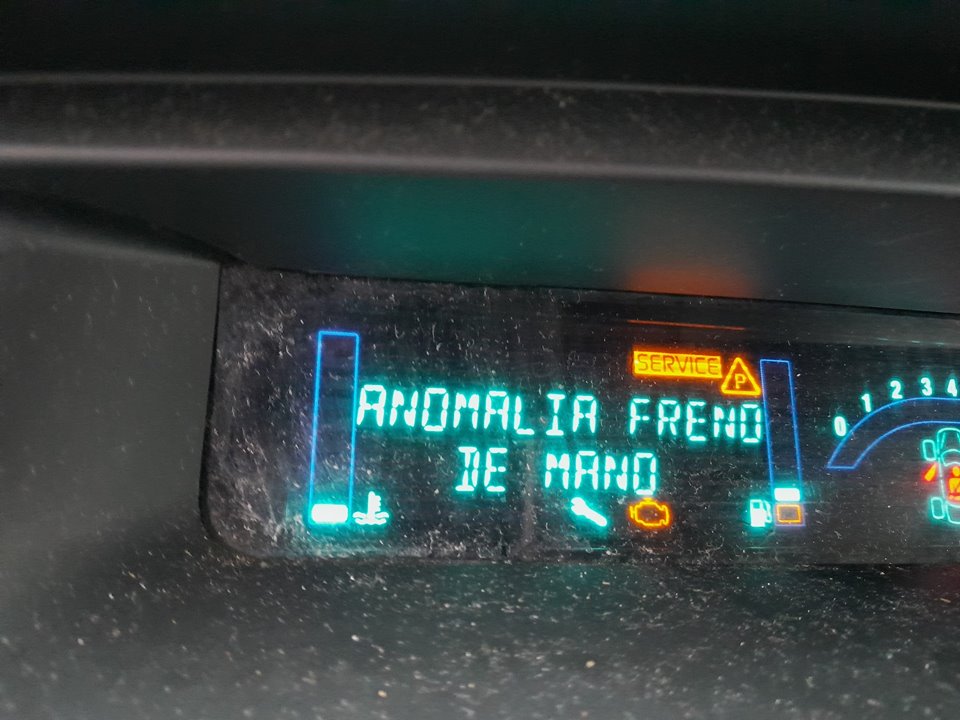 SERVICE P
ANOMALIA FRENO
DE MANO
0 1 2 3 4